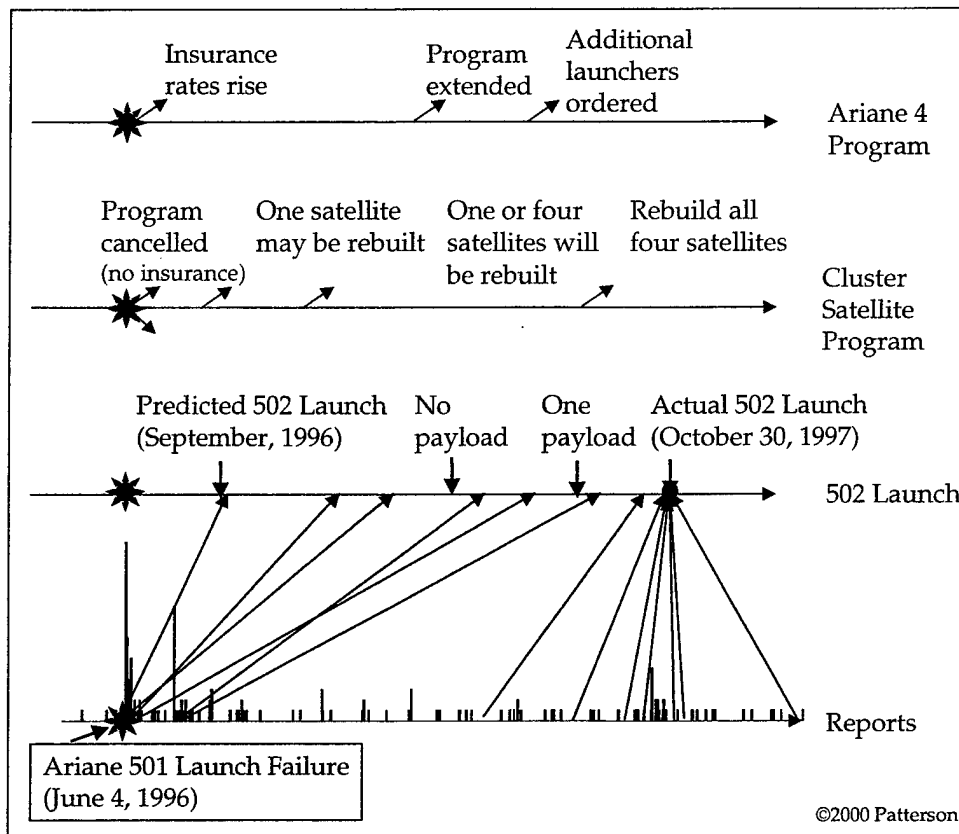 Insurance
rates rise
Program
extended
Additional
launchers
ordered
Ariane 4
Program
Program
cancelled
(no insurance)
One satellite
may be rebuilt
One or four
satellites will
be rebuilt
Rebuild all
four satellites
Cluster
Satellite
Program
Predicted 502 Launch
(September, 1996)
No
payload
One
payload
Actual 502 Launch
(October 30, 1997)
502 Launch
Reports
Ariane 501 Launch Failure
(June 4, 1996)
©2000 Patterson